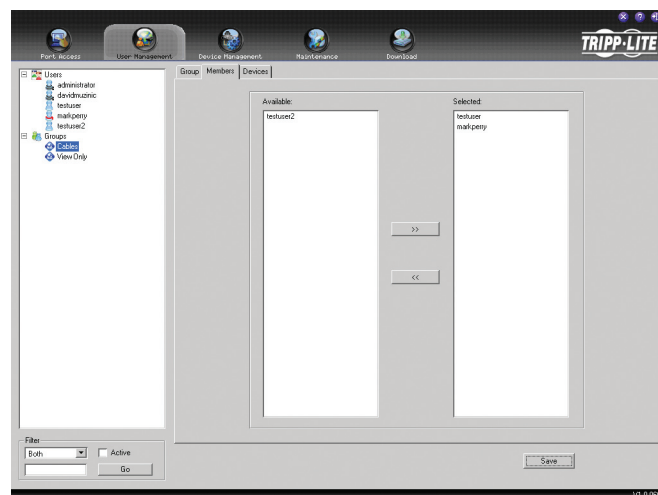 TRIPP·LITE
Port Access
User Management
Device Management
Maintenance
Download
Users
administrator
davidmuzinic
testuser
markperry
testuser2
Groups
Cables
View Only
Group
Members
Devices
Available:
testuser2
Selected:
testuser
markperry
>>
<<
Filter
Both
Active
Go
Save